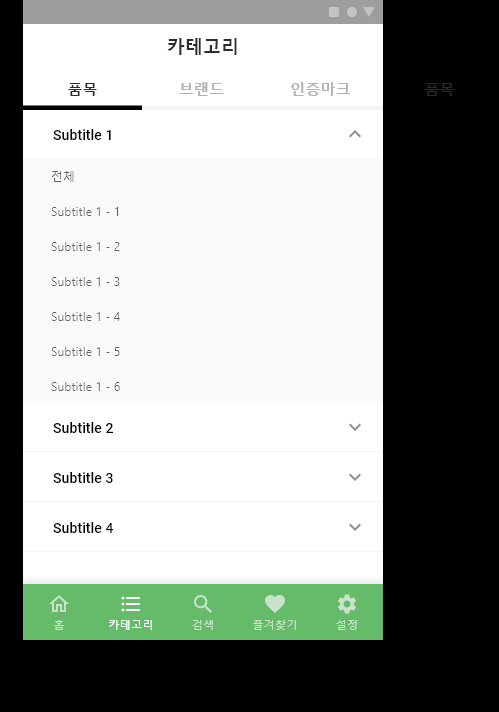 카테고리
품목 브랜드 인증마크 품목
Subtitle 1
전체
Subtitle 1 - 1
Subtitle 1 - 2
Subtitle 1 - 3
Subtitle 1 - 4
Subtitle 1 - 5
Subtitle 1 - 6
Subtitle 2
Subtitle 3
Subtitle 4
홈 카테고리 검색 즐겨찾기 설정